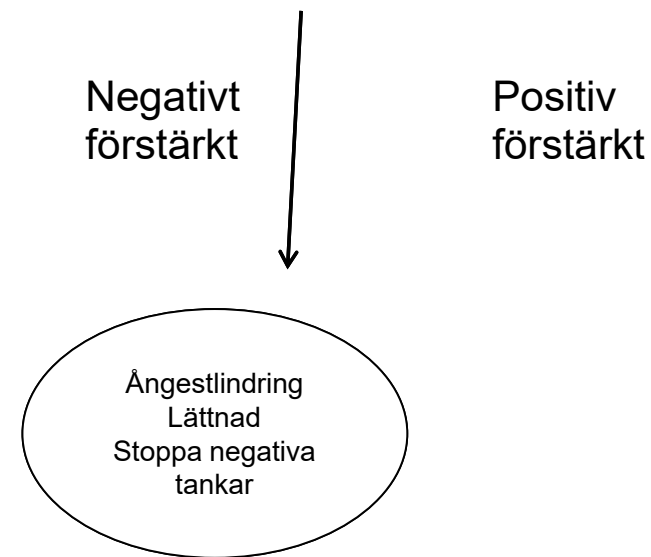 Negativt
förstärkt
Positiv
förstärkt
Ångestlindring
Lättnad
Stoppa negativa
tankar